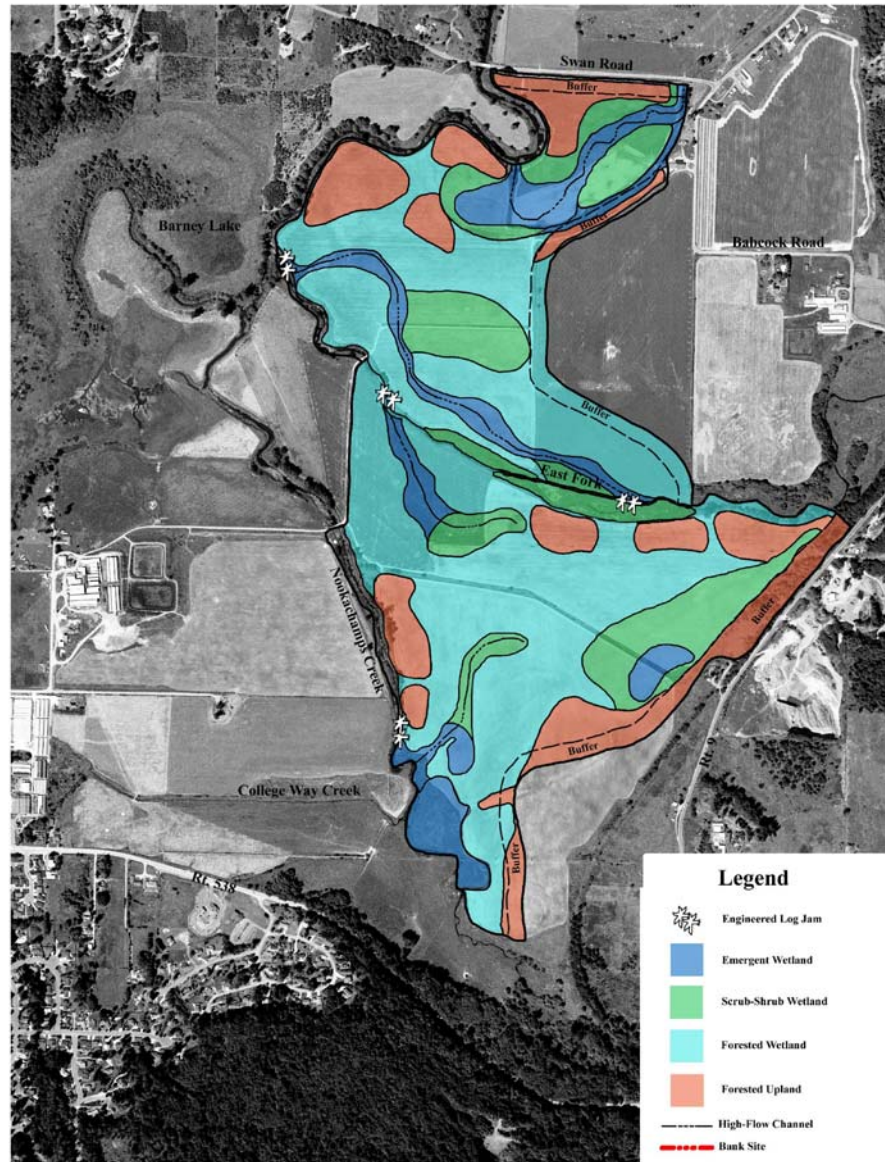 Swan Road
Buffer
Barney Lake
Buffer
Babcock Road
Buffer
East Fork
Nookachamps Creek
Buffer
Buffer
Rt. 9
College Way Creek
Buffer
Rt. 538
Legend
Engineered Log Jam
Emergent Wetland
Scrub-Shrub Wetland
Forested Wetland
Forested Upland
High-Flow Channel
Bank Site